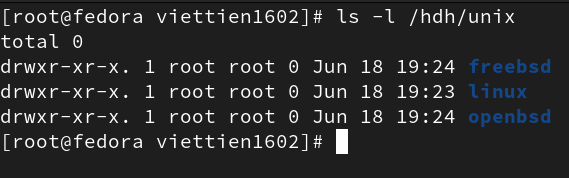 [root@fedora viettien1602]# ls -l /hdh/unix
total 0
drwxr-xr-x. 1 root root 0 Jun 18 19:24 freebsd
drwxr-xr-x. 1 root root 0 Jun 18 19:23 linux
drwxr-xr-x. 1 root root 0 Jun 18 19:24 openbsd
[root@fedora viettien1602]#